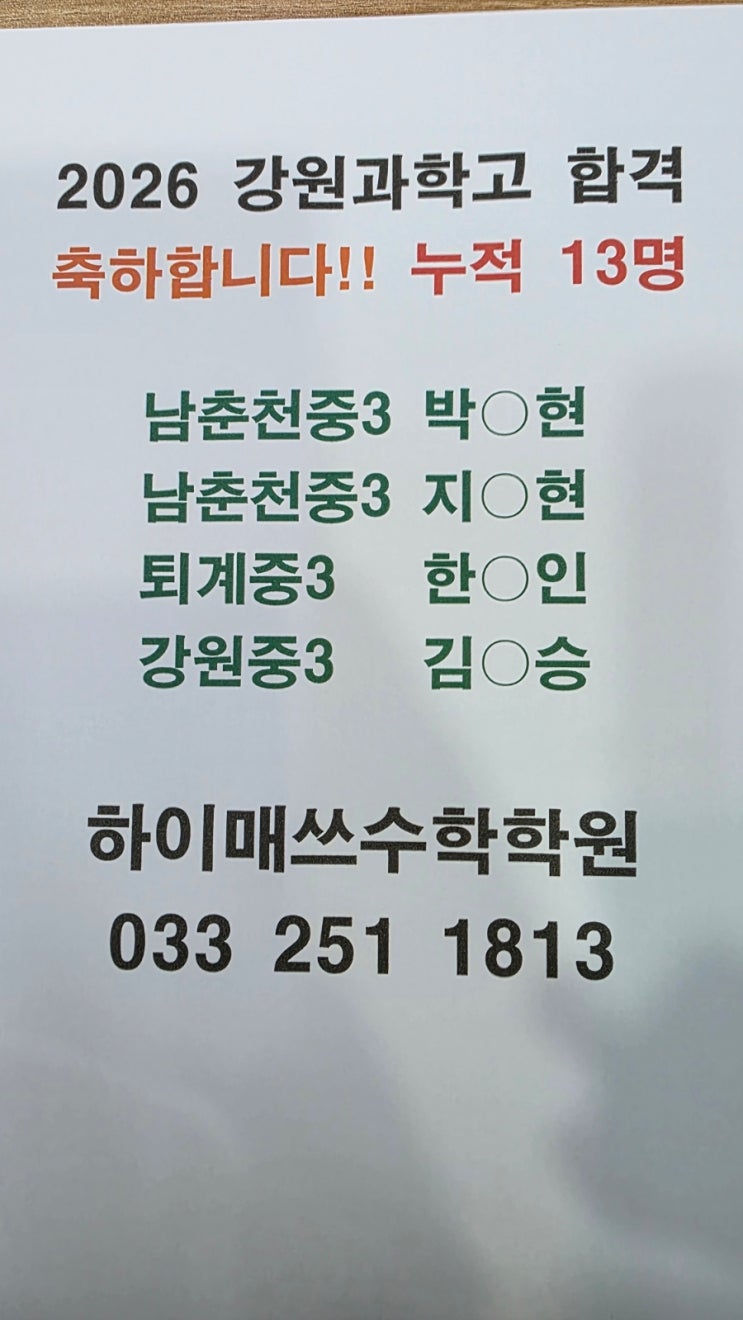 2026 강원과학고 합격
축하합니다!! 누적 13명
남춘천중3 박○현
남춘천중3 지○현
퇴계중3 한○인
강원중3 김○승
하이매쓰수학학원
033 251 1813